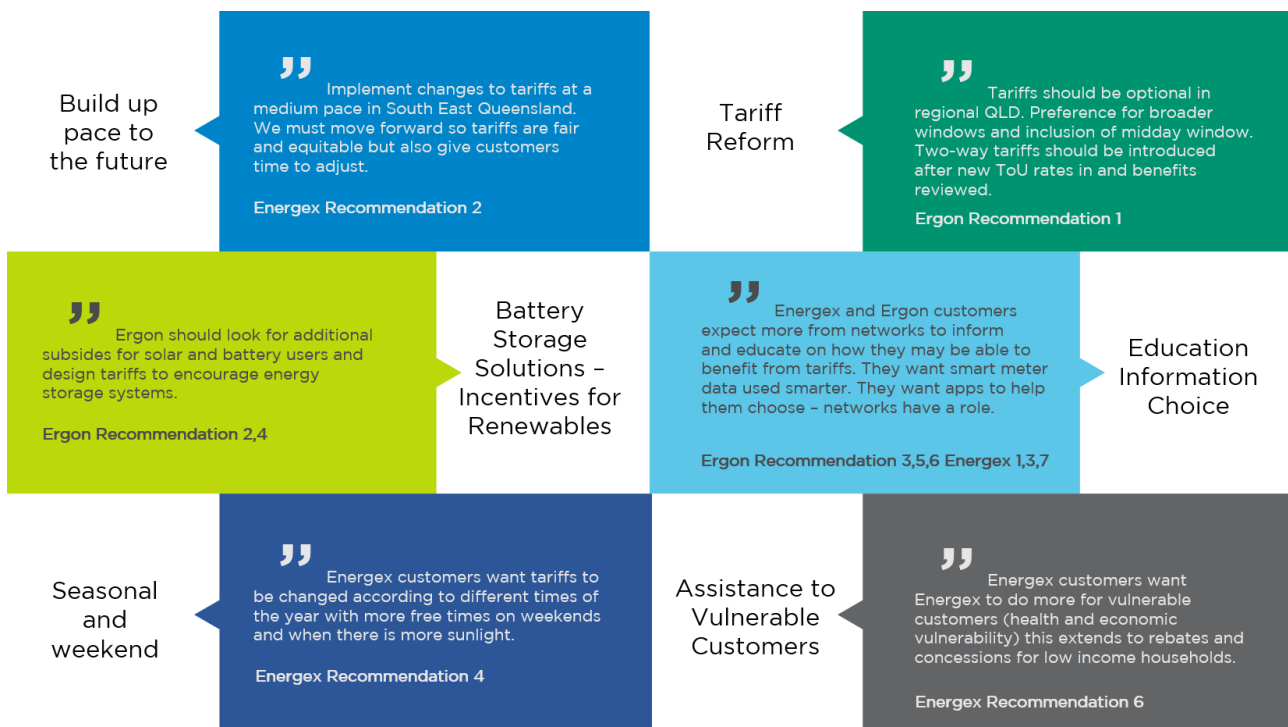 Build up
pace to
the future
” Implement changes to tariffs at a
medium pace in South East Queensland.
We must move forward so tariffs are fair
and equitable but also give customers
time to adjust.
Energex Recommendation 2
Tariff
Reform
” Tariffs should be optional in
regional QLD. Preference for broader
windows and inclusion of midday window.
Two-way tariffs should be introduced
after new ToU rates in and benefits
reviewed.
Ergon Recommendation 1
” Ergon should look for additional
subsides for solar and battery users and
design tariffs to encourage energy
storage systems.
Ergon Recommendation 2,4
Battery
Storage
Solutions –
Incentives for
Renewables
” Energex and Ergon customers
expect more from networks to inform
and educate on how they may be able to
benefit from tariffs. They want smart meter
data used smarter. They want apps to help
them choose – networks have a role.
Ergon Recommendation 3,5,6 Energex 1,3,7
Education
Information
Choice
Seasonal
and
weekend
” Energex customers want tariffs to
be changed according to different times of
the year with more free times on weekends
and when there is more sunlight.
Energex Recommendation 4
Assistance to
Vulnerable
Customers
” Energex customers want
Energex to do more for vulnerable
customers (health and economic
vulnerability) this extends to rebates and
concessions for low income households.
Energex Recommendation 6